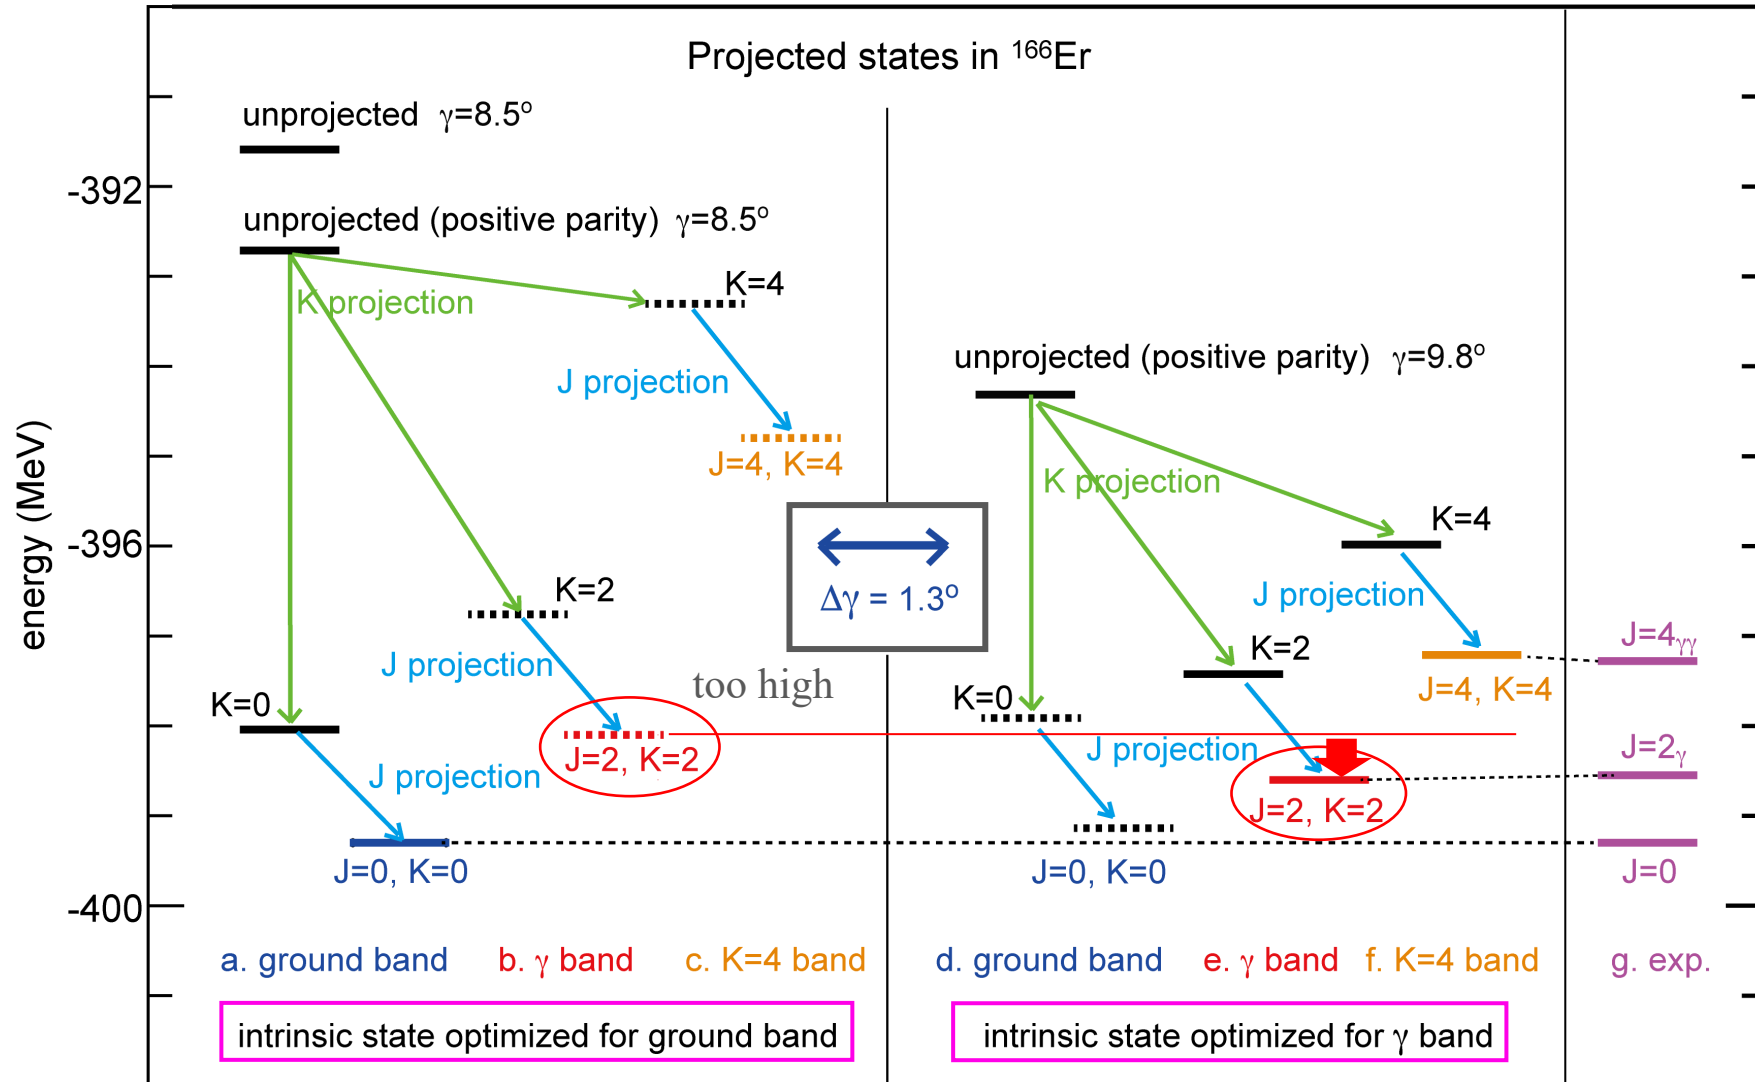 Projected states in ¹⁶⁶Er
unprojected γ=8.5°
-392
unprojected (positive parity) γ=8.5°
K=4
K projection
unprojected (positive parity) γ=9.8°
J projection
J=4, K=4
K projection
K=4
-396
energy (MeV)
Δγ = 1.3°
K=2
J projection
J projection
K=2
J=4γγ
too high
K=0
K=0
J=4, K=4
J projection
J=2, K=2
J projection
J=2γ
J=2, K=2
J=0, K=0
J=0, K=0
J=0
-400
a. ground band b. γ band c. K=4 band d. ground band e. γ band f. K=4 band g. exp.
intrinsic state optimized for ground band
intrinsic state optimized for γ band